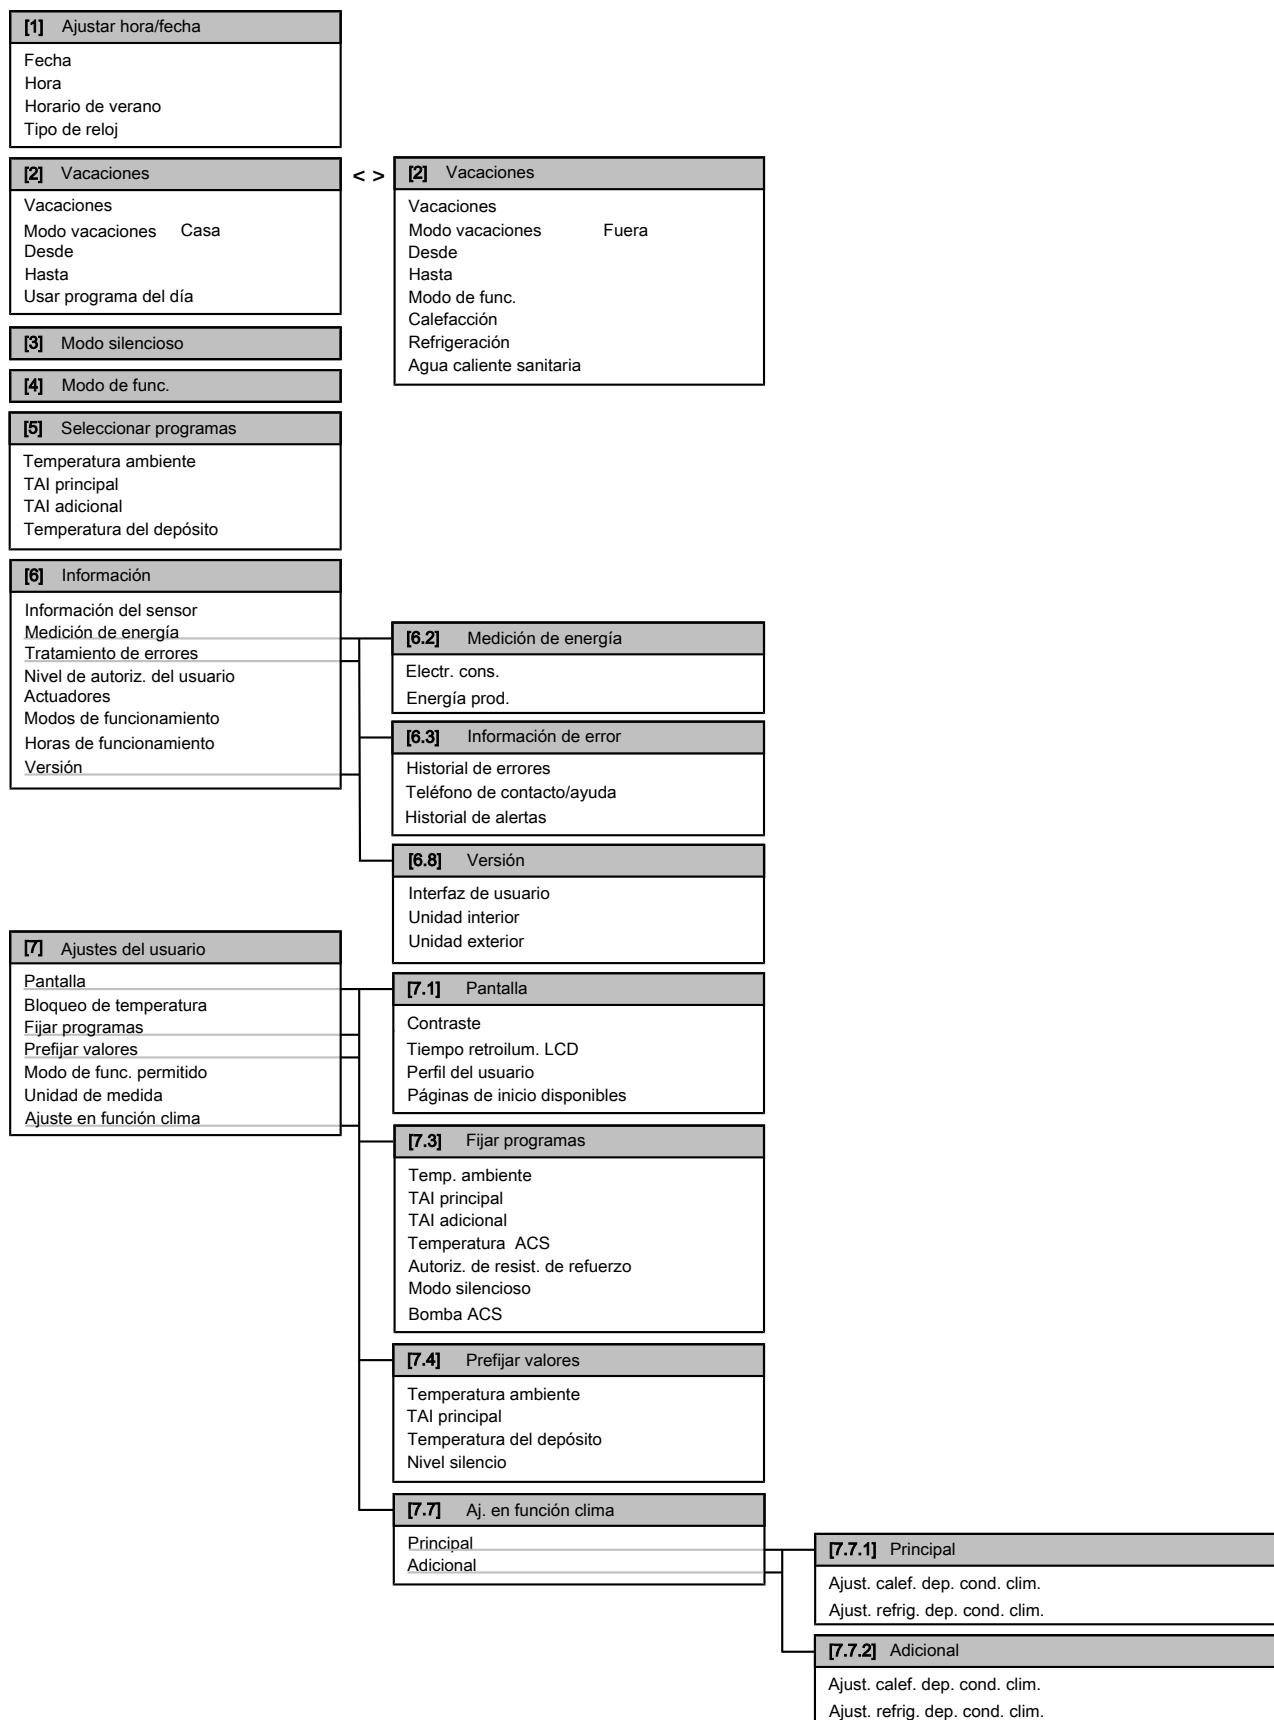 [1] Ajustar hora/fecha
Fecha
Hora
Horario de verano
Tipo de reloj
[2] Vacaciones
Vacaciones
Modo vacaciones Casa
Desde
Hasta
Usar programa del día
< >
[2] Vacaciones
Vacaciones
Modo vacaciones Fuera
Desde
Hasta
Modo de func.
Calefacción
Refrigeración
Agua caliente sanitaria
[3] Modo silencioso
[4] Modo de func.
[5] Seleccionar programas
Temperatura ambiente
TAI principal
TAI adicional
Temperatura del depósito
[6] Información
Información del sensor
Medición de energía
Tratamiento de errores
Nivel de autoriz. del usuario
Actuadores
Modos de funcionamiento
Horas de funcionamiento
Versión
[6.2] Medición de energía
Electr. cons.
Energía prod.
[6.3] Información de error
Historial de errores
Teléfono de contacto/ayuda
Historial de alertas
[6.8] Versión
Interfaz de usuario
Unidad interior
Unidad exterior
[7] Ajustes del usuario
Pantalla
Bloqueo de temperatura
Fijar programas
Prefijar valores
Modo de func. permitido
Unidad de medida
Ajuste en función clima
[7.1] Pantalla
Contraste
Tiempo retroilum. LCD
Perfil del usuario
Páginas de inicio disponibles
[7.3] Fijar programas
Temp. ambiente
TAI principal
TAI adicional
Temperatura ACS
Autoriz. de resist. de refuerzo
Modo silencioso
Bomba ACS
[7.4] Prefijar valores
Temperatura ambiente
TAI principal
Temperatura del depósito
Nivel silencio
[7.7] Aj. en función clima
Principal
Adicional
[7.7.1] Principal
Ajust. calef. dep. cond. clim.
Ajust. refrig. dep. cond. clim.
[7.7.2] Adicional
Ajust. calef. dep. cond. clim.
Ajust. refrig. dep. cond. clim.